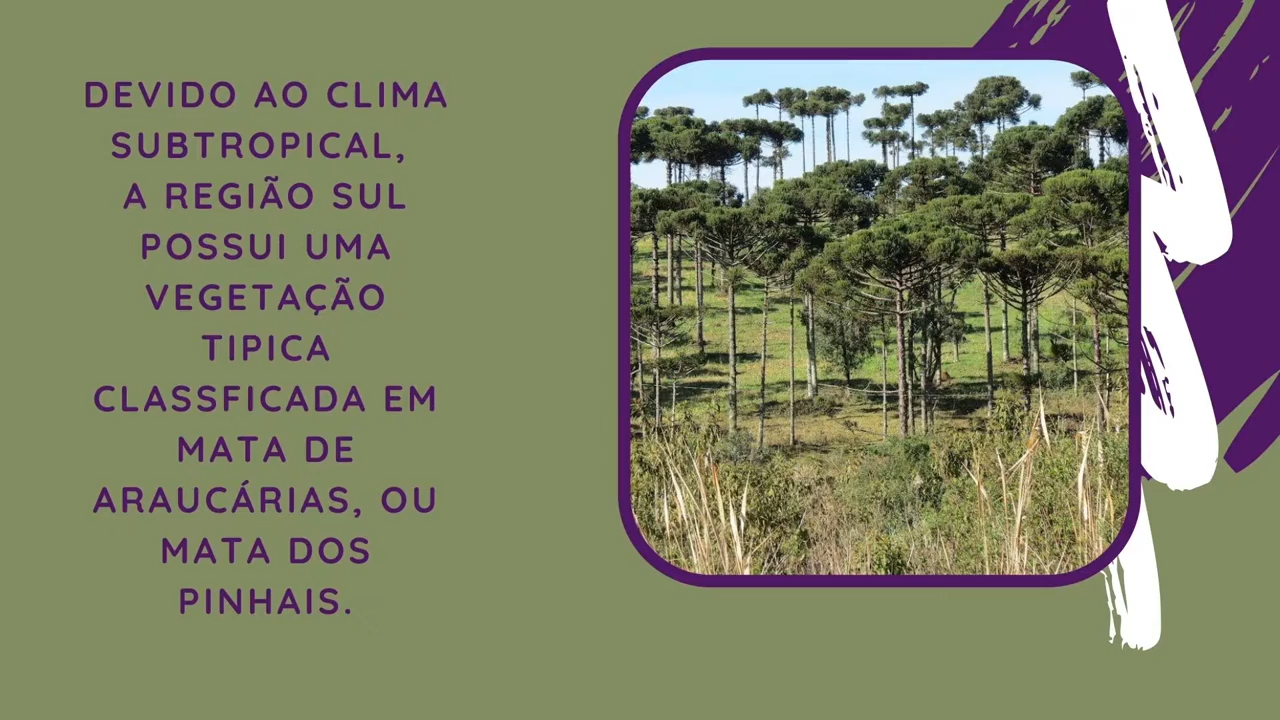 DEVIDO AO CLIMA
SUBTROPICAL,
A REGIÃO SUL
POSSUI UMA
VEGETAÇÃO
TIPICA
CLASSFICADA EM
MATA DE
ARAUCÁRIAS, OU
MATA DOS
PINHAIS.